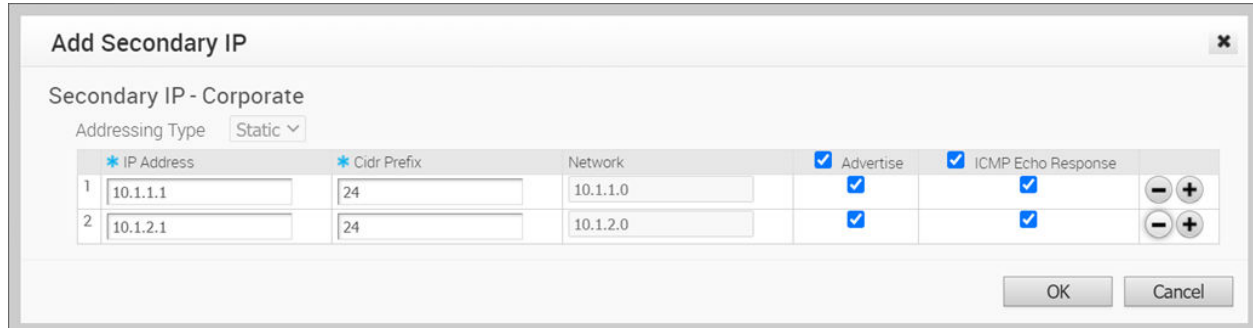 Add Secondary IP
Secondary IP - Corporate
Addressing Type Static
* IP Address * Cidr Prefix Network Advertise ICMP Echo Response
1 10.1.1.1 24 10.1.1.0
2 10.1.2.1 24 10.1.2.0
OK Cancel